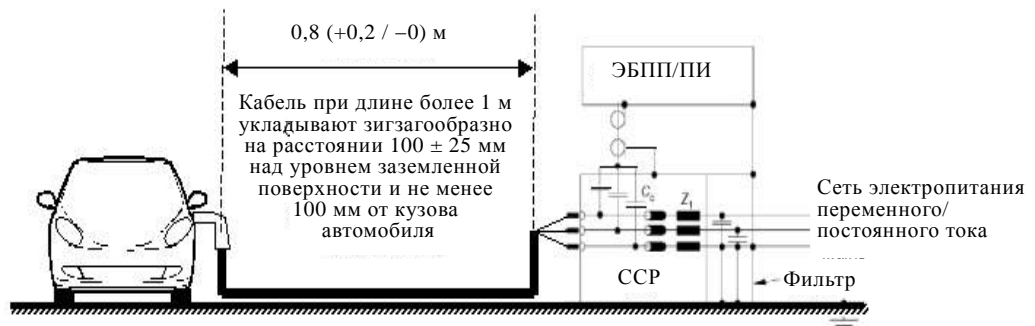 0,8 (+0,2 / −0) м
ЭБПП/ПИ
Кабель при длине более 1 м
укладывают зигзагообразно
на расстоянии 100 ± 25 мм
над уровнем заземленной
поверхности и не менее
100 мм от кузова
автомобиля
Cc
Z1
Сеть электропитания
переменного/
постоянного тока
ССР
Фильтр